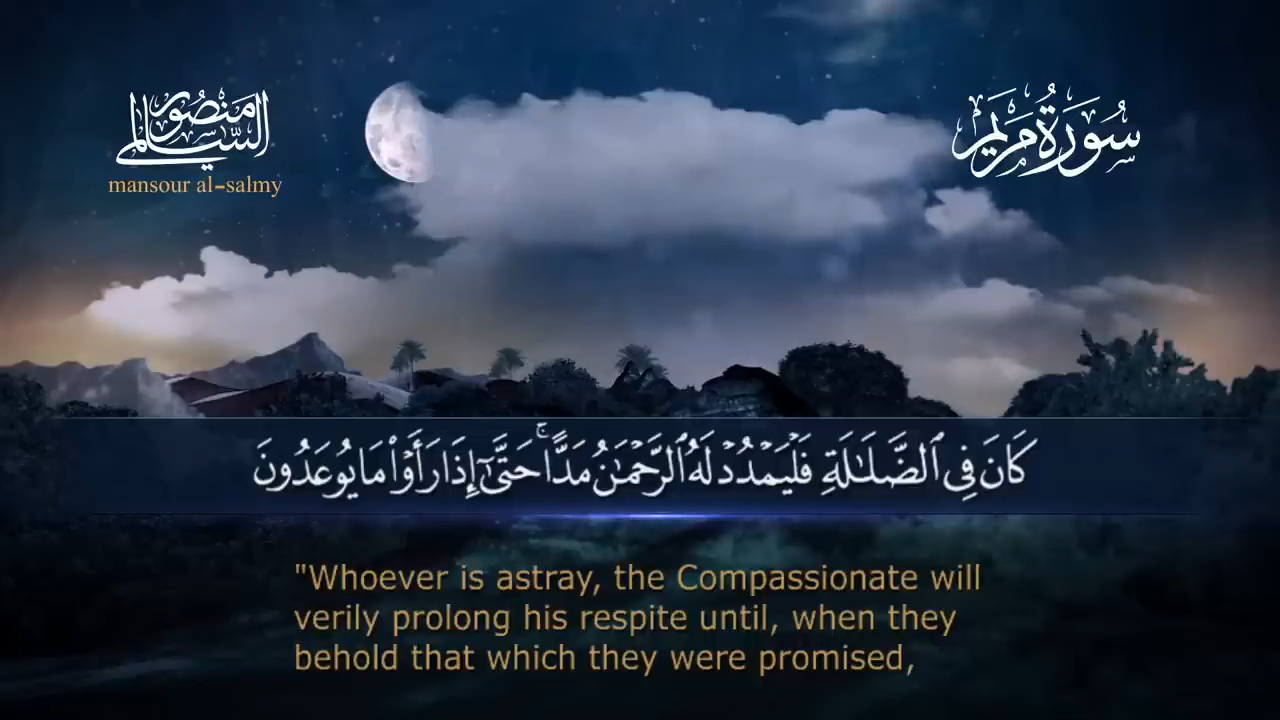 منصور السالمي
mansour al-salmy
سُورَةُ مَرْيَم
كَانَ فِي ٱلضَّلَـٰلَةِ فَلْيَمْدُدْ لَهُ ٱلرَّحْمَـٰنُ مَدًّا ۚ حَتَّىٰٓ إِذَا رَأَوْا۟ مَا يُوعَدُونَ
"Whoever is astray, the Compassionate will
verily prolong his respite until, when they
behold that which they were promised,